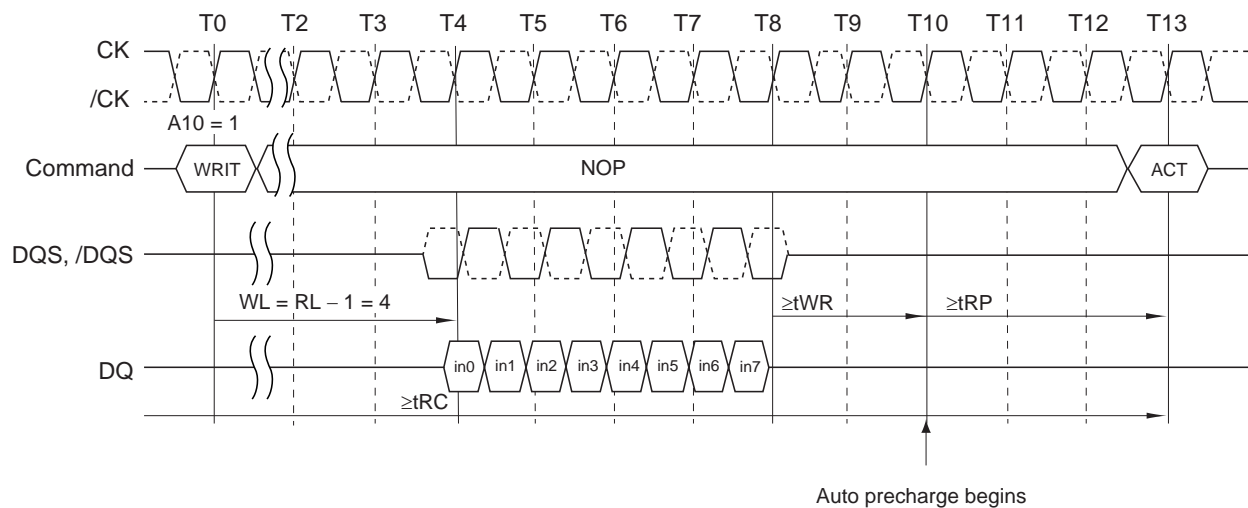 T0 T2 T3 T4 T5 T6 T7 T8 T9 T10 T11 T12 T13
CK
/CK
A10 = 1
Command WRIT NOP ACT
DQS, /DQS
WL = RL − 1 = 4 ≥tWR ≥tRP
DQ in0 in1 in2 in3 in4 in5 in6 in7
≥tRC
Auto precharge begins